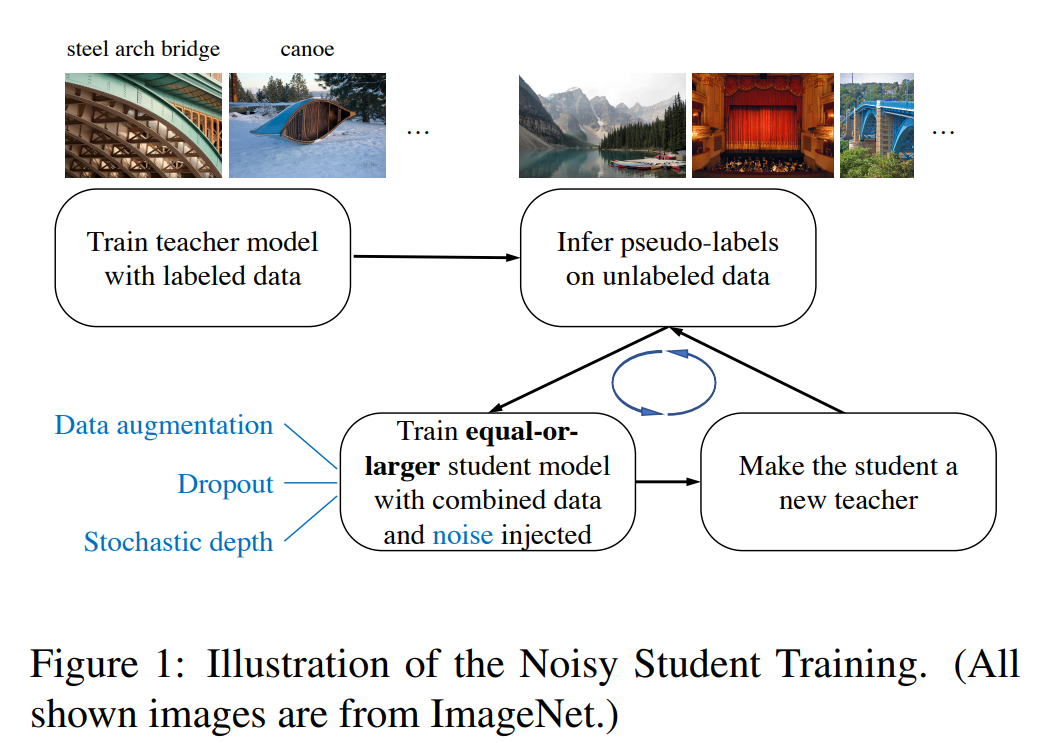 steel arch bridge
canoe
...
...
Train teacher model
with labeled data
Infer pseudo-labels
on unlabeled data
Data augmentation
Dropout
Stochastic depth
Train equal-or-
larger student model
with combined data
and noise injected
Make the student a
new teacher
Figure 1: Illustration of the Noisy Student Training. (All
shown images are from ImageNet.)